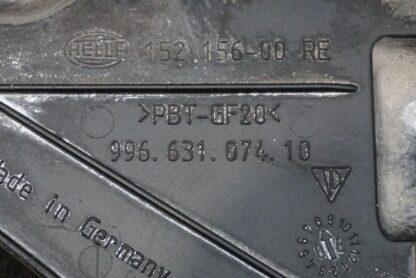 HELLA 152.156-00 RE
>PBT-GF20<
996.631.074.10
Made in Germany